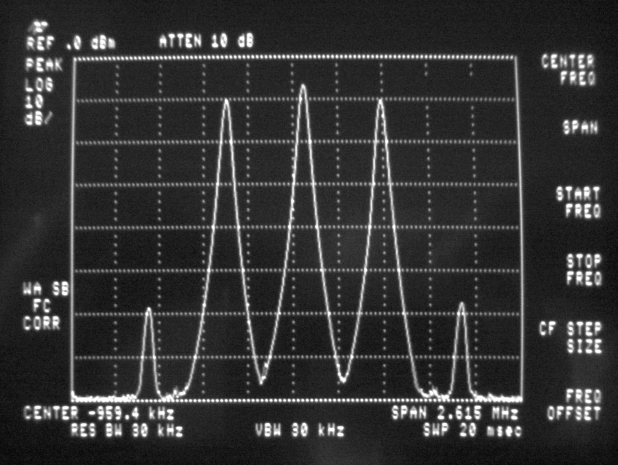 REF .0 dBm ATTEN 10 dB
PEAK
LOG
10
dB/
WA SB
FC
CORR
CENTER
FREQ
SPAN
START
FREQ
STOP
FREQ
CF STEP
SIZE
FREQ
OFFSET
CENTER -959.4 kHz SPAN 2.615 MHz
RES BW 30 kHz VBW 30 kHz SWP 20 msec